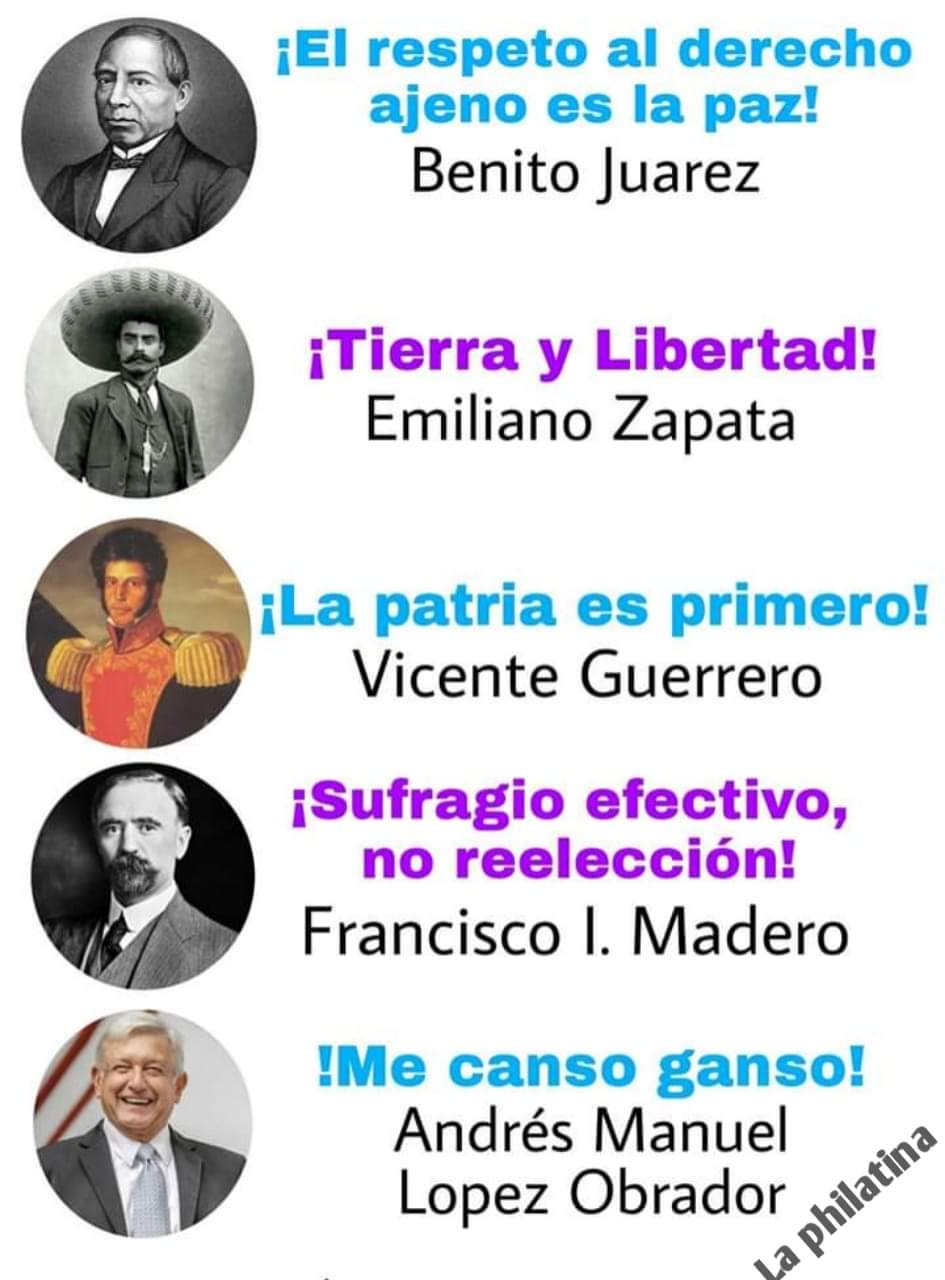 ¡El respeto al derecho
ajeno es la paz!
Benito Juarez
¡Tierra y Libertad!
Emiliano Zapata
¡La patria es primero!
Vicente Guerrero
¡Sufragio efectivo,
no reelección!
Francisco I. Madero
!Me canso ganso!
Andrés Manuel
Lopez Obrador
La philatina